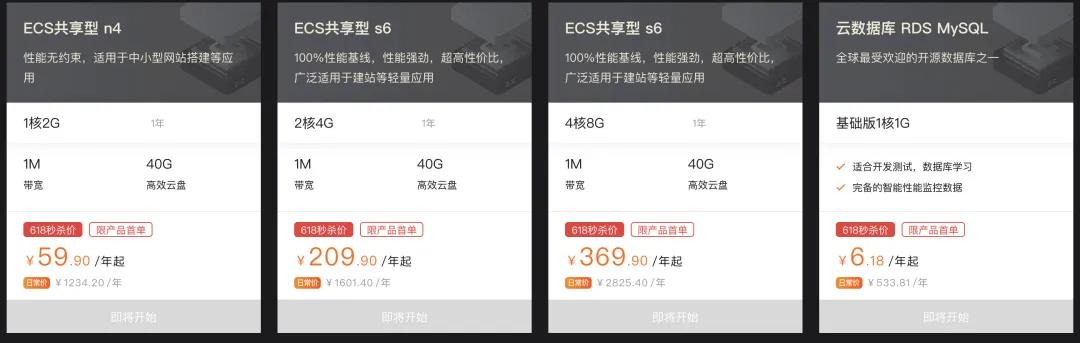 ECS共享型 n4
性能无约束，适用于中小型网站搭建等应
用
1核2G
1年
1M
40G
带宽
高效云盘
618秒杀价
限产品首单
¥59.90 /年起
日常价 ¥1234.20/年
即将开始
ECS共享型 s6
100%性能基线，性能强劲，超高性价比，
广泛适用于建站等轻量应用
2核4G
1年
1M
40G
带宽
高效云盘
618秒杀价
限产品首单
¥209.90 /年起
日常价 ¥1601.40/年
即将开始
ECS共享型 s6
100%性能基线，性能强劲，超高性价比，
广泛适用于建站等轻量应用
4核8G
1年
1M
40G
带宽
高效云盘
618秒杀价
限产品首单
¥369.90 /年起
日常价 ¥2825.40/年
即将开始
云数据库 RDS MySQL
全球最受欢迎的开源数据库之一
基础版1核1G
适合开发测试，数据库学习
完备的智能性能监控数据
618秒杀价
限产品首单
¥6.18 /年起
日常价 ¥533.81/年
即将开始